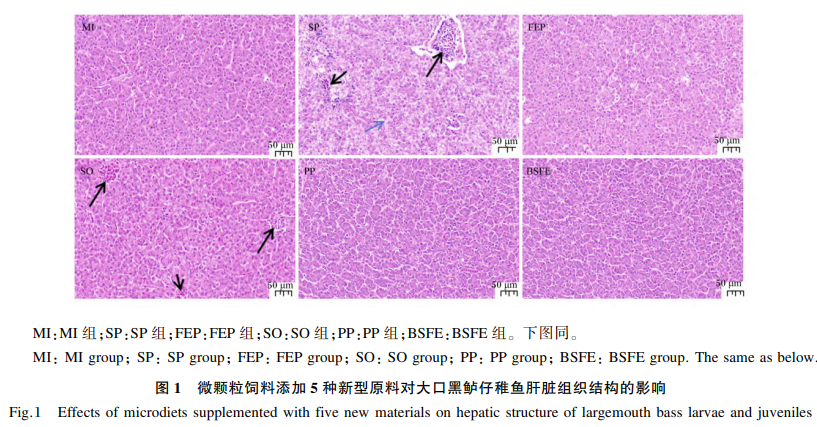 MI
SP
FEP
50 μm
50 μm
50 μm
SO
PP
BSFE
50 μm
50 μm
50 μm
MI:MI 组;SP:SP 组;FEP:FEP 组;SO:SO 组;PP:PP 组;BSFE:BSFE 组。下图同。
MI: MI group; SP: SP group; FEP: FEP group; SO: SO group; PP: PP group; BSFE: BSFE group. The same as below.
图 1 微颗粒饲料添加 5 种新型原料对大口黑鲈仔稚鱼肝脏组织结构的影响
Fig.1 Effects of microdiets supplemented with five new materials on hepatic structure of largemouth bass larvae and juveniles